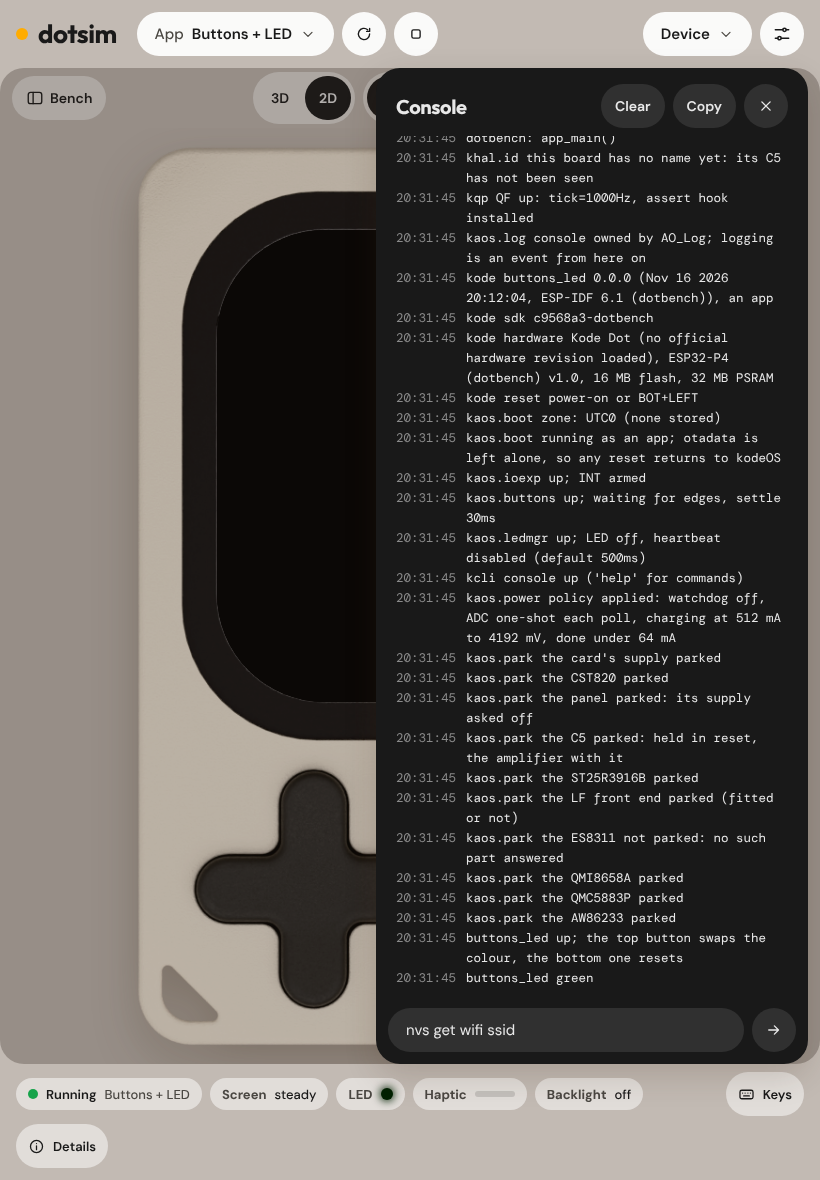 dotsim
App Buttons + LED
Device
Bench
3D
2D
Console
Clear
Copy
20:31:45 dotbench: app_main()
20:31:45 khal.id this board has no name yet: its C5
has not been seen
20:31:45 kqp QF up: tick=1000Hz, assert hook
installed
20:31:45 kaos.log console owned by AO_Log; logging
is an event from here on
20:31:45 kode buttons_led 0.0.0 (Nov 16 2026
20:12:04, ESP-IDF 6.1 (dotbench)), an app
20:31:45 kode sdk c9568a3-dotbench
20:31:45 kode hardware Kode Dot (no official
hardware revision loaded), ESP32-P4
(dotbench) v1.0, 16 MB flash, 32 MB PSRAM
20:31:45 kode reset power-on or BOT+LEFT
20:31:45 kaos.boot zone: UTC0 (none stored)
20:31:45 kaos.boot running as an app; otadata is
left alone, so any reset returns to kodeOS
20:31:45 kaos.ioexp up; INT armed
20:31:45 kaos.buttons up; waiting for edges, settle
30ms
20:31:45 kaos.ledmgr up; LED off, heartbeat
disabled (default 500ms)
20:31:45 kcli console up ('help' for commands)
20:31:45 kaos.power policy applied: watchdog off,
ADC one-shot each poll, charging at 512 mA
to 4192 mV, done under 64 mA
20:31:45 kaos.park the card's supply parked
20:31:45 kaos.park the CST820 parked
20:31:45 kaos.park the panel parked: its supply
asked off
20:31:45 kaos.park the C5 parked: held in reset,
the amplifier with it
20:31:45 kaos.park the ST25R3916B parked
20:31:45 kaos.park the LF front end parked (fitted
or not)
20:31:45 kaos.park the ES8311 not parked: no such
part answered
20:31:45 kaos.park the QMI8658A parked
20:31:45 kaos.park the QMC5883P parked
20:31:45 kaos.park the AW86233 parked
20:31:45 buttons_led up; the top button swaps the
colour, the bottom one resets
20:31:45 buttons_led green
nvs get wifi ssid
Running Buttons + LED
Screen steady
LED
Haptic
Backlight off
Keys
Details